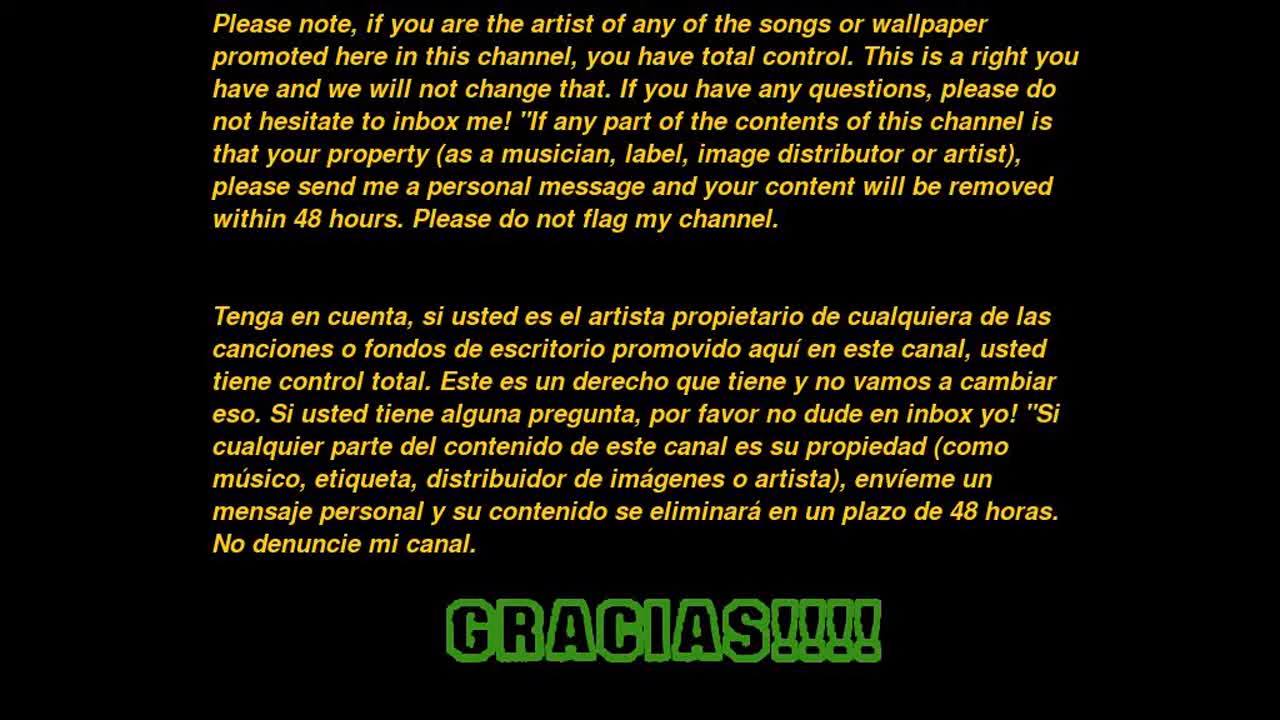 Please note, if you are the artist of any of the songs or wallpaper
promoted here in this channel, you have total control. This is a right you
have and we will not change that. If you have any questions, please do
not hesitate to inbox me! "If any part of the contents of this channel is
that your property (as a musician, label, image distributor or artist),
please send me a personal message and your content will be removed
within 48 hours. Please do not flag my channel.
Tenga en cuenta, si usted es el artista propietario de cualquiera de las
canciones o fondos de escritorio promovido aquí en este canal, usted
tiene control total. Este es un derecho que tiene y no vamos a cambiar
eso. Si usted tiene alguna pregunta, por favor no dude en inbox yo! "Si
cualquier parte del contenido de este canal es su propiedad (como
músico, etiqueta, distribuidor de imágenes o artista), envíeme un
mensaje personal y su contenido se eliminará en un plazo de 48 horas.
No denuncie mi canal.
GRACIAS!!!!